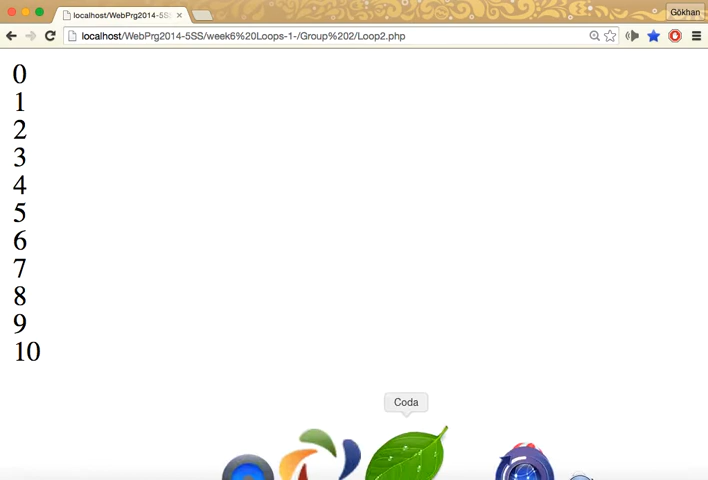 localhost/WebPrg2014-5S
Gökhan
localhost/WebPrg2014-5SS/week6%20Loops-1-/Group%202/Loop2.php
0
1
2
3
4
5
6
7
8
9
10
Coda